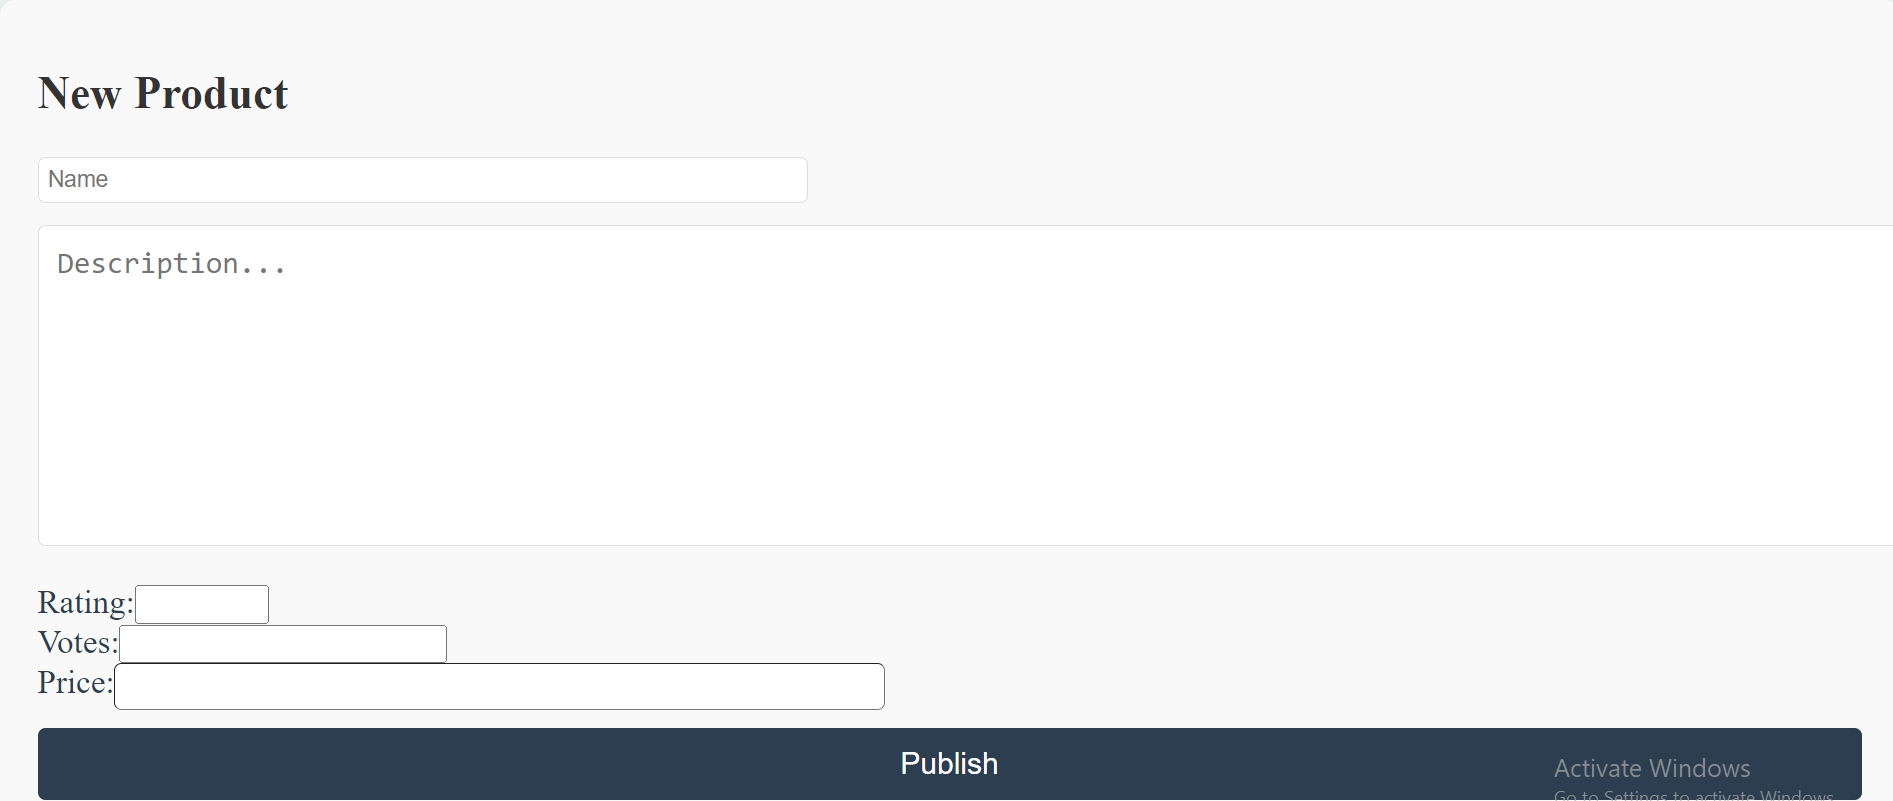 New Product
Name
Description...
Rating:
Votes:
Price:
Publish
Activate Windows
Go to Settings to activate Windows.